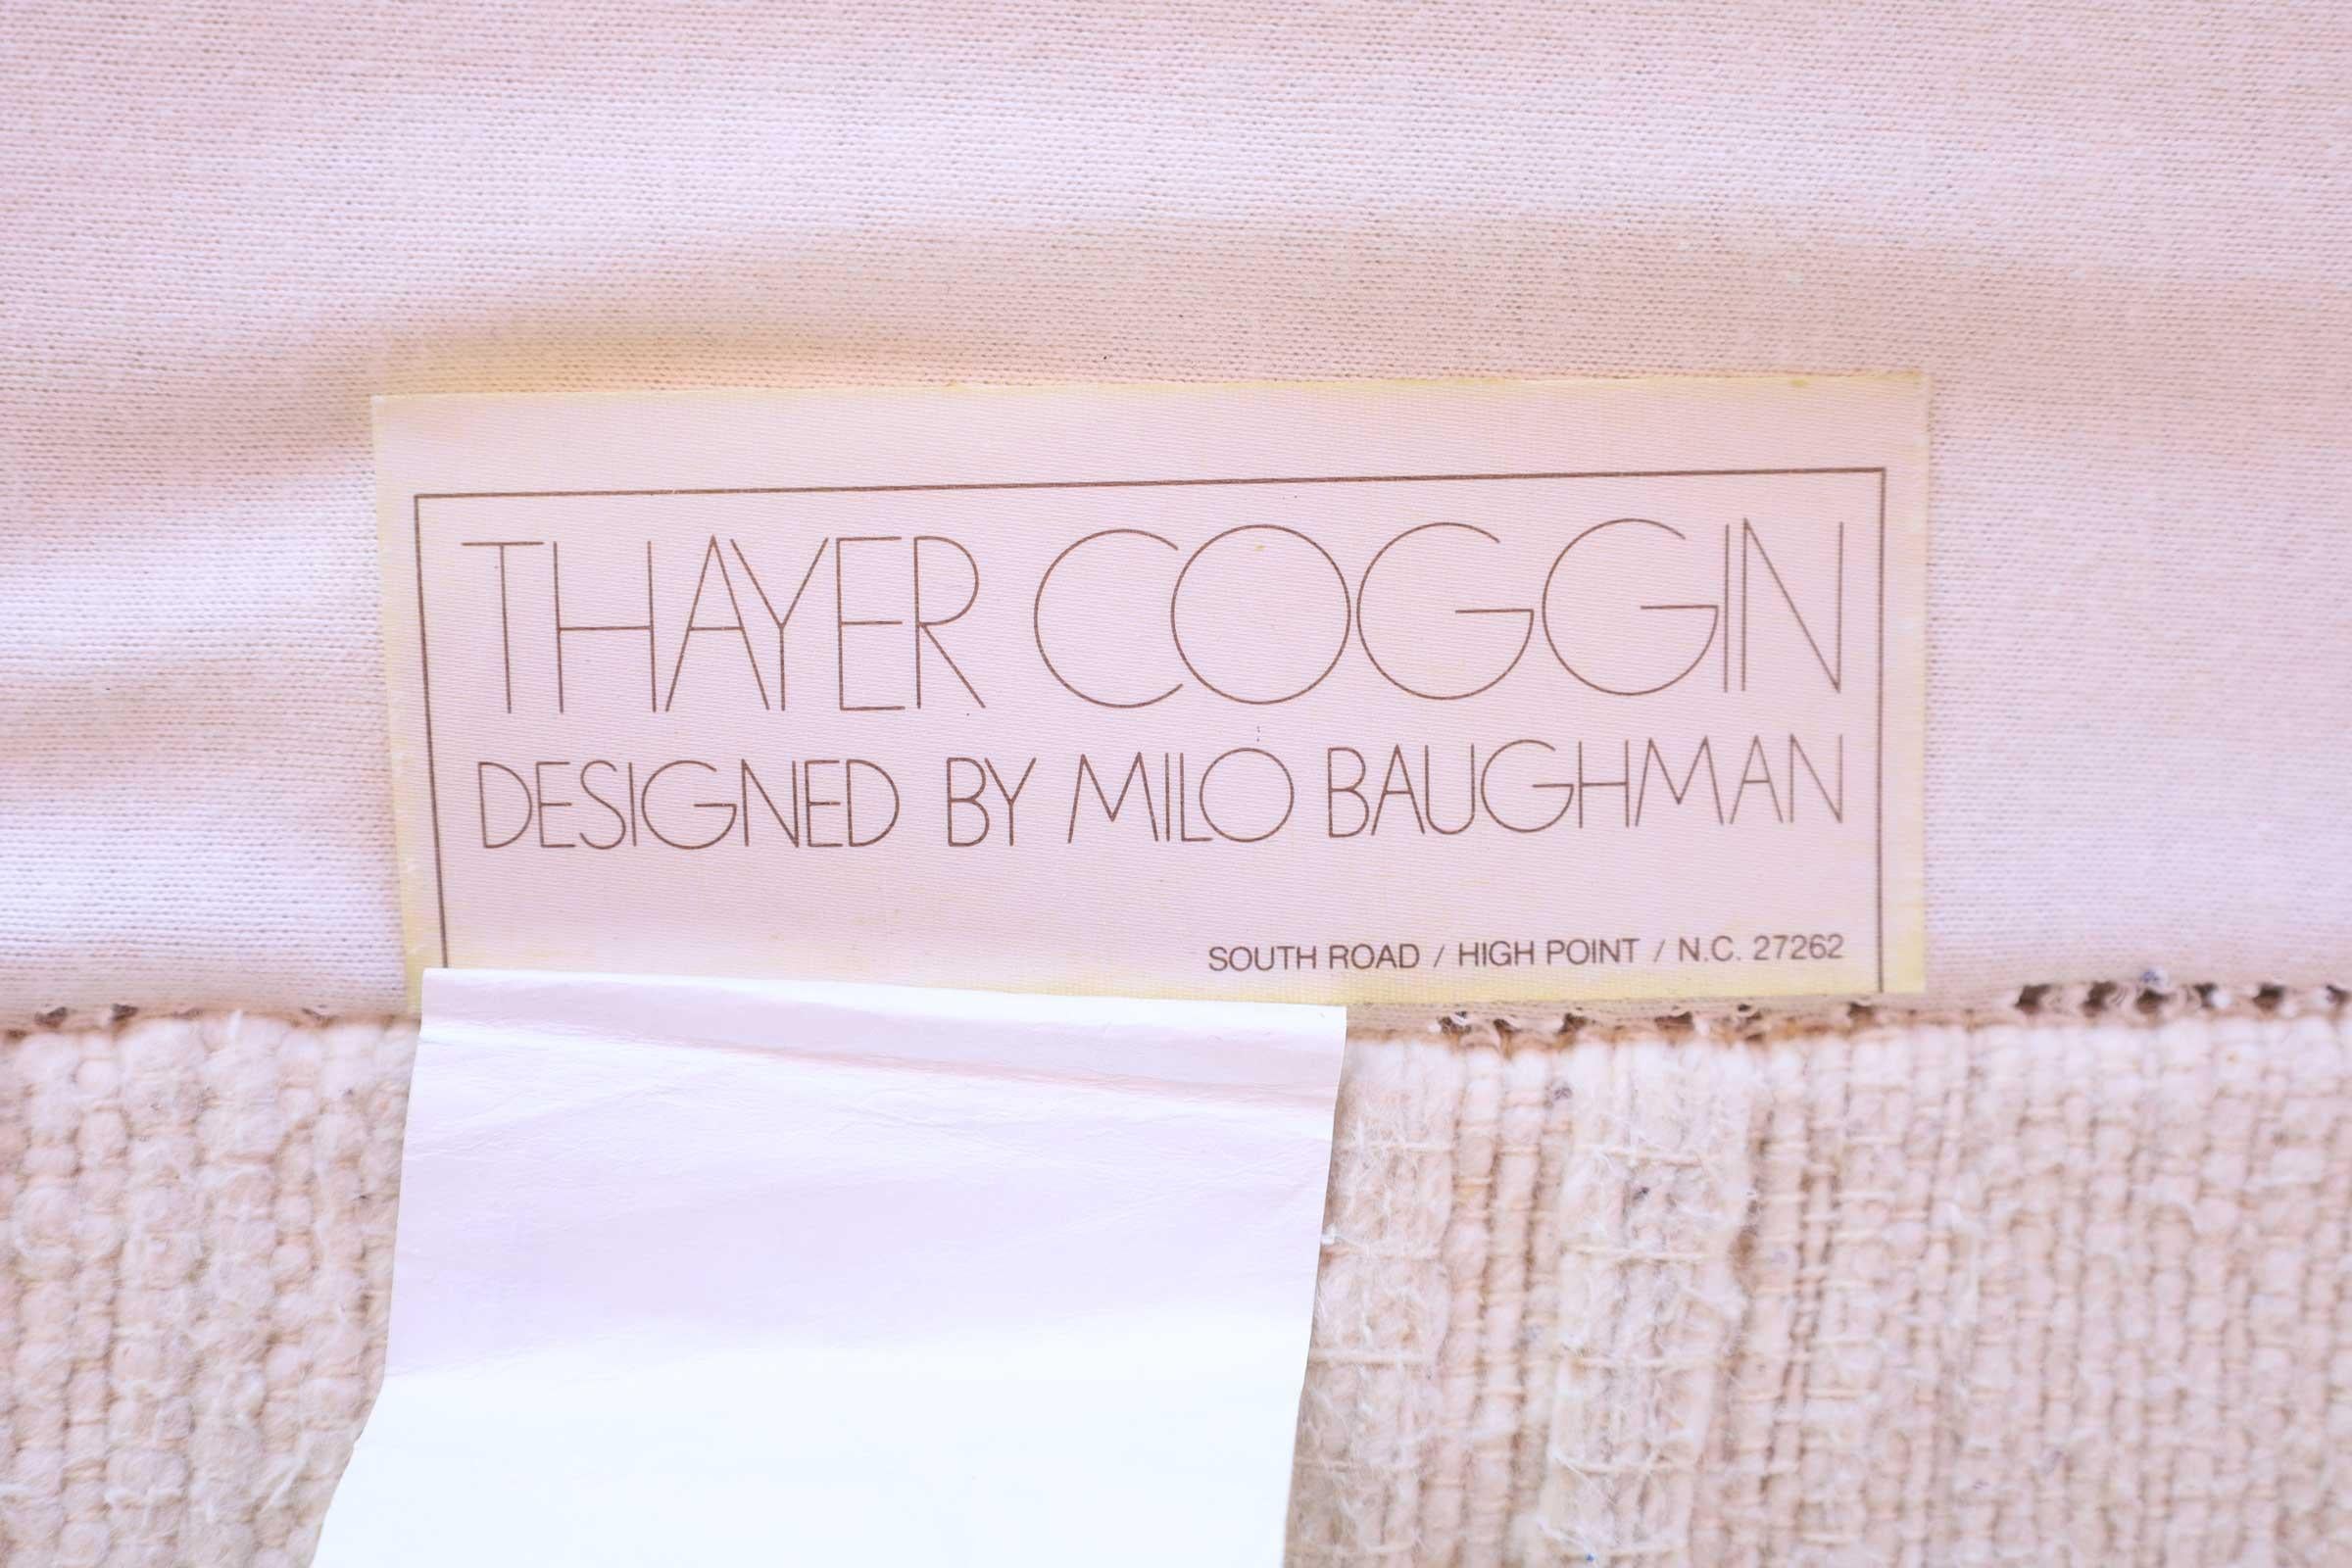 THAYER COGGIN
DESIGNED BY MILO BAUGHMAN
SOUTH ROAD / HIGH POINT / N.C. 27262